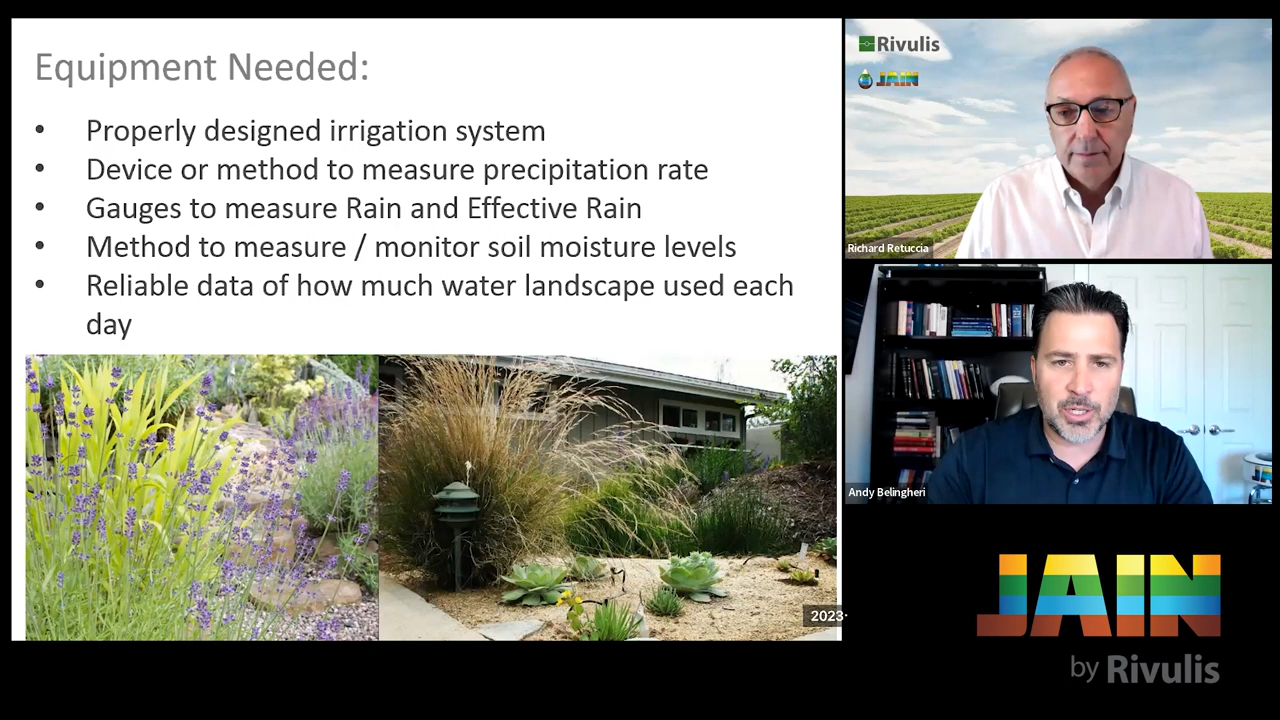 Equipment Needed:
• Properly designed irrigation system
• Device or method to measure precipitation rate
• Gauges to measure Rain and Effective Rain
• Method to measure / monitor soil moisture levels
• Reliable data of how much water landscape used each
day
2023-
Rivulis
JAIN
Richard Retuccia
Andy Belingheri
JAIN
by Rivulis